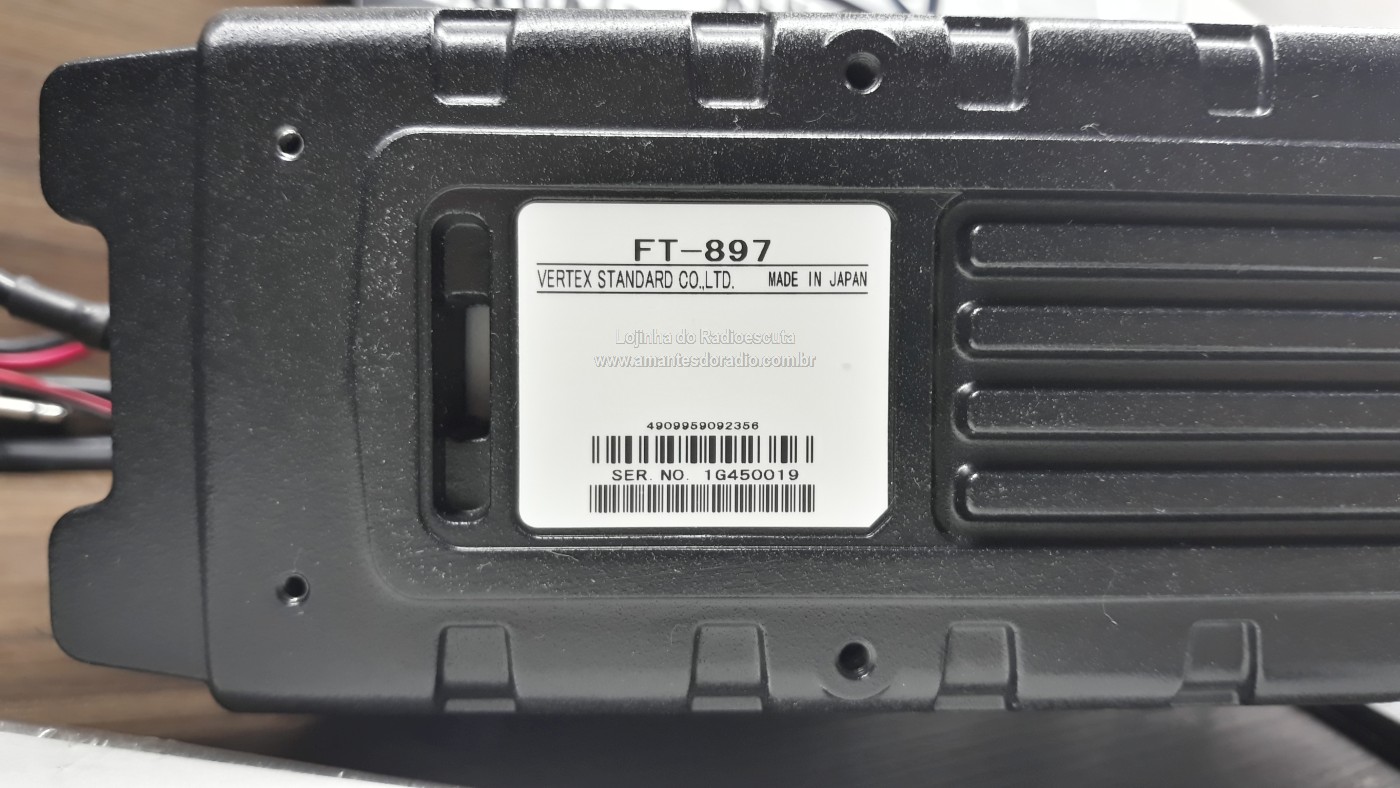 FT-897
VERTEX STANDARD CO.,LTD. MADE IN JAPAN
Lojinha do Radioescuta
www.amantesdoradio.com.br
4909959092356
SER. NO. 1G450019